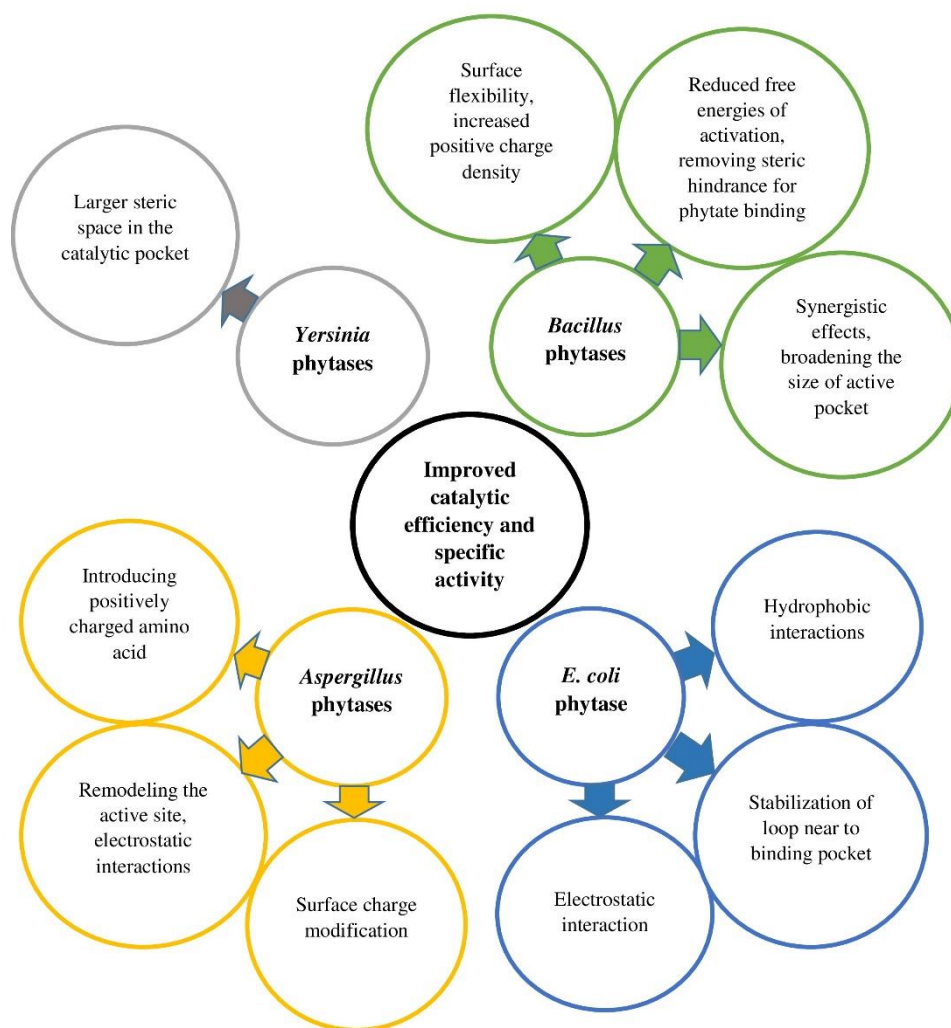 Surface
flexibility,
increased
positive charge
density
Reduced free
energies of
activation,
removing steric
hindrance for
phytate binding
Larger steric
space in the
catalytic pocket
Yersinia
phytases
Bacillus
phytases
Synergistic
effects,
broadening the
size of active
pocket
Improved
catalytic
efficiency and
specific
activity
Introducing
positively
charged amino
acid
Aspergillus
phytases
E. coli
phytase
Hydrophobic
interactions
Remodeling the
active site,
electrostatic
interactions
Stabilization of
loop near to
binding pocket
Surface charge
modification
Electrostatic
interaction